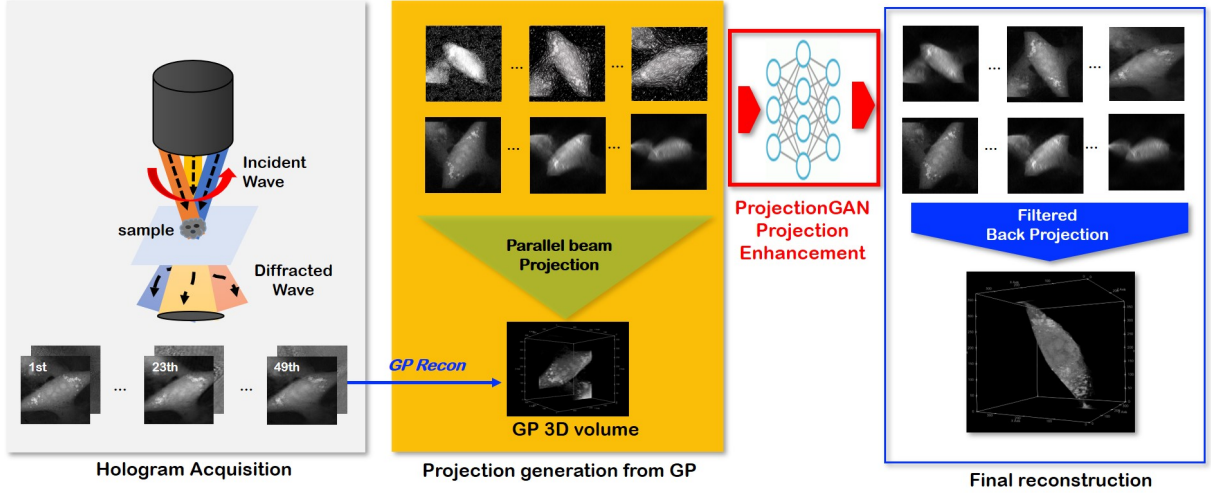 Incident
Wave
sample
Diffracted
Wave
1st
...
23th
...
49th
Hologram Acquisition
GP Recon
...
...
...
...
Parallel beam
Projection
GP 3D volume
Projection generation from GP
ProjectionGAN
Projection
Enhancement
...
...
...
...
Filtered
Back Projection
Final reconstruction